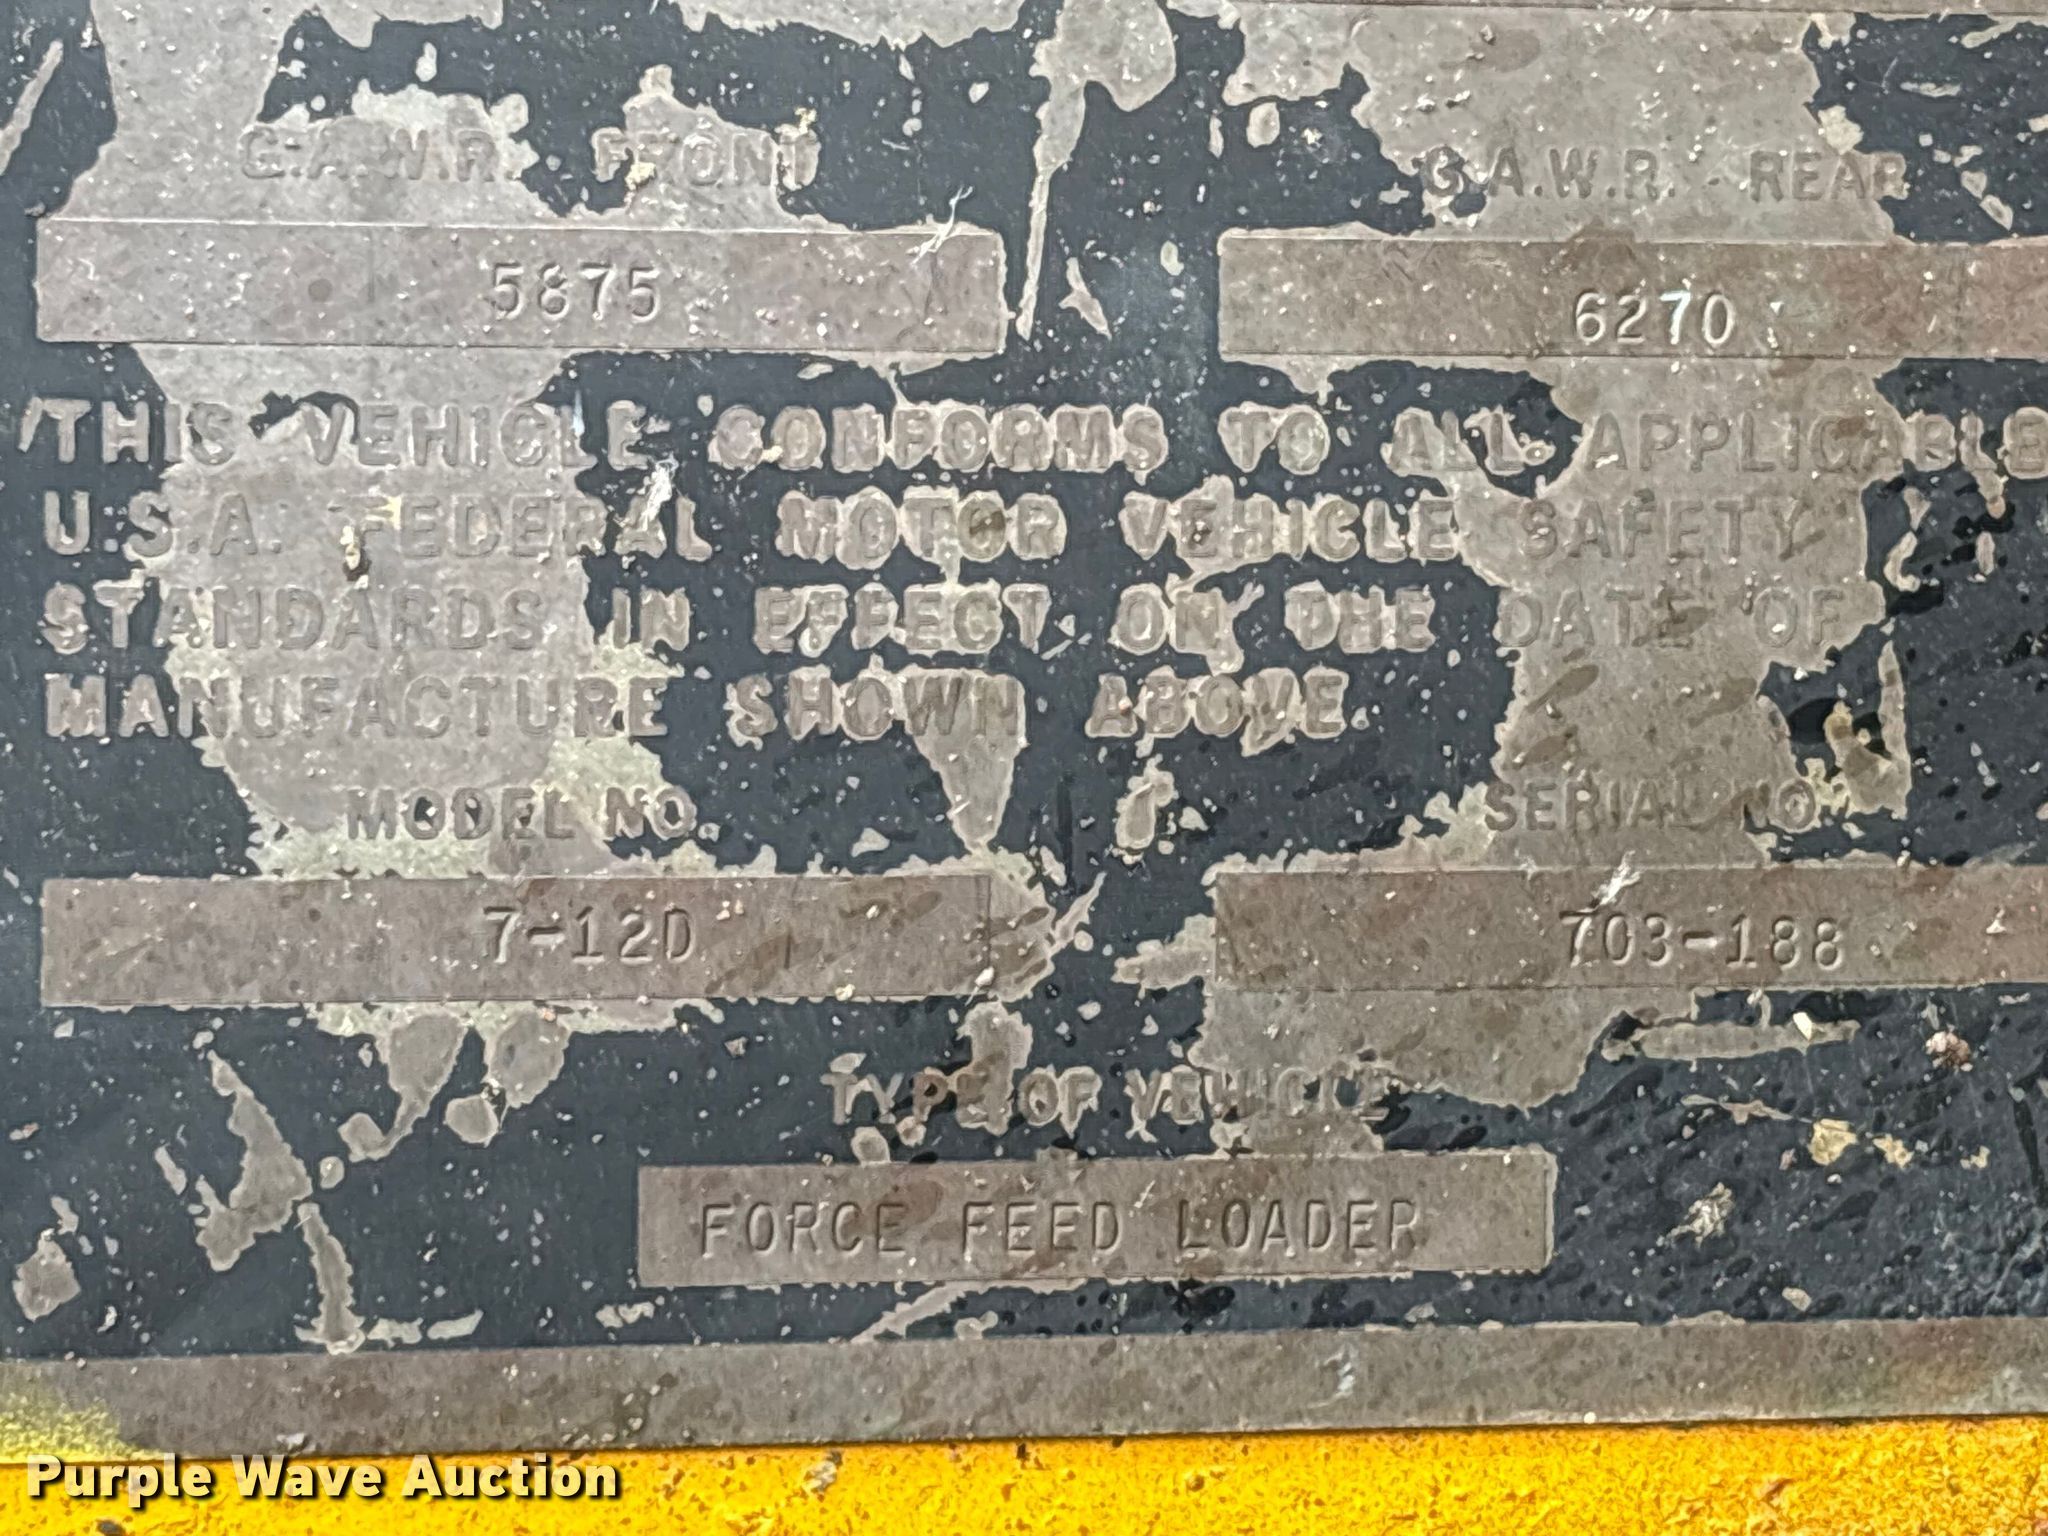 G.A.W.R. FRONT G.A.W.R. REAR
5875 6270
THIS VEHICLE CONFORMS TO ALL APPLICABLE
U.S.A. FEDERAL MOTOR VEHICLE SAFETY
STANDARDS IN EFFECT ON THE DATE OF
MANUFACTURE SHOWN ABOVE.
MODEL NO. SERIAL NO.
7-12D 703-188
TYPE OF VEHICLE
FORCE FEED LOADER
Purple Wave Auction